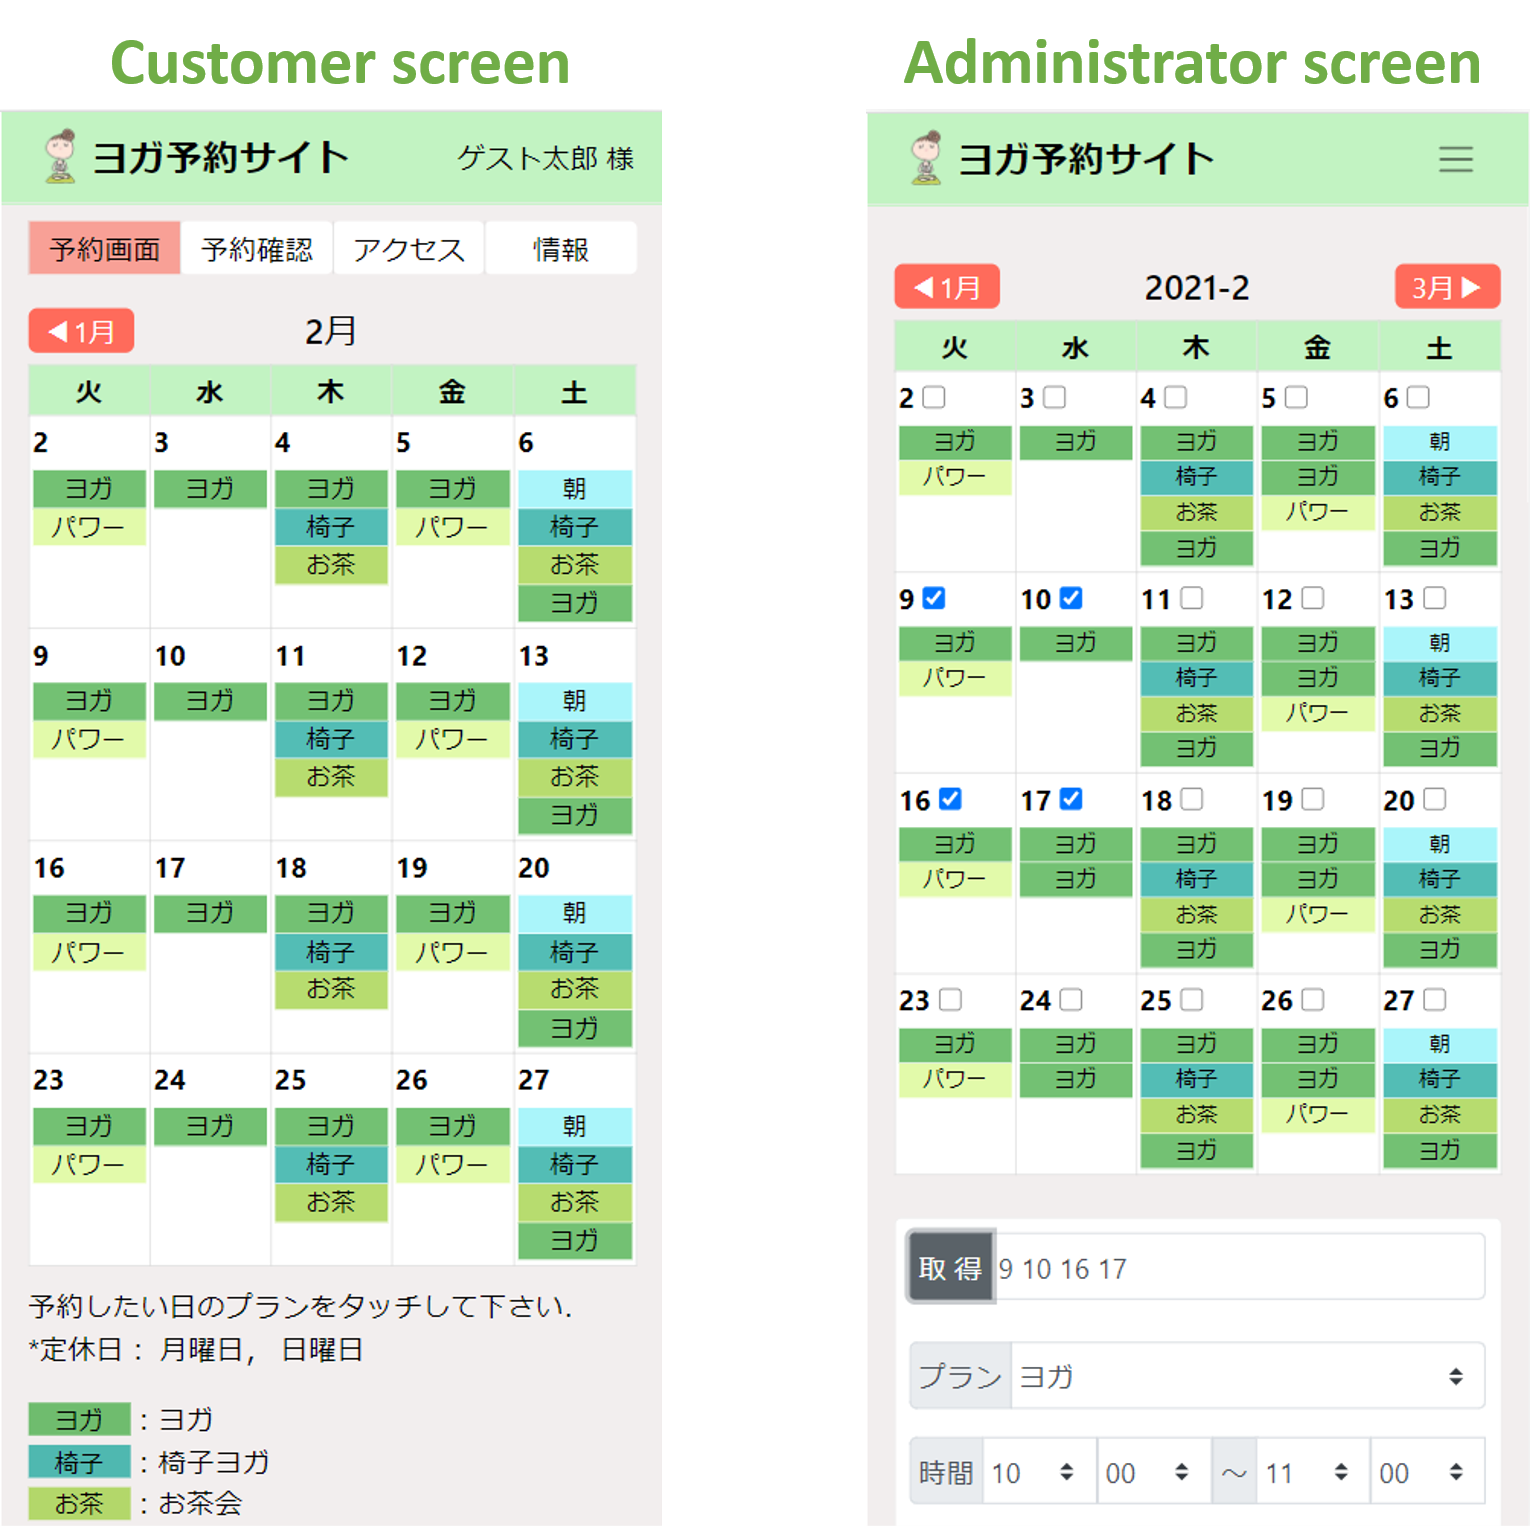 Customer screen
ヨガ予約サイト ゲスト太郎 様
予約画面 予約確認 アクセス 情報
◀1月 2月
火 水 木 金 土
2 3 4 5 6
ヨガ ヨガ ヨガ ヨガ 朝
パワー 椅子 パワー 椅子
お茶 お茶
ヨガ
9 10 11 12 13
ヨガ ヨガ ヨガ ヨガ 朝
パワー 椅子 パワー 椅子
お茶 お茶
ヨガ
16 17 18 19 20
ヨガ ヨガ ヨガ ヨガ 朝
パワー 椅子 パワー 椅子
お茶 お茶
ヨガ
23 24 25 26 27
ヨガ ヨガ ヨガ ヨガ 朝
パワー 椅子 パワー 椅子
お茶 お茶
ヨガ
予約したい日のプランをタッチして下さい.
*定休日： 月曜日, 日曜日
ヨガ：ヨガ
椅子：椅子ヨガ
お茶：お茶会
Administrator screen
ヨガ予約サイト
◀1月 2021-2 3月▶
火 水 木 金 土
2 3 4 5 6
ヨガ ヨガ ヨガ ヨガ 朝
パワー 椅子 ヨガ 椅子
お茶 パワー お茶
ヨガ ヨガ
9 10 11 12 13
ヨガ ヨガ ヨガ ヨガ 朝
パワー 椅子 ヨガ 椅子
お茶 パワー お茶
ヨガ ヨガ
16 17 18 19 20
ヨガ ヨガ ヨガ ヨガ 朝
パワー ヨガ 椅子 ヨガ 椅子
お茶 パワー お茶
ヨガ ヨガ
23 24 25 26 27
ヨガ ヨガ ヨガ ヨガ 朝
パワー ヨガ 椅子 ヨガ 椅子
お茶 パワー お茶
ヨガ ヨガ
取 得 9 10 16 17
プラン ヨガ
時間 10 00 ～ 11 00